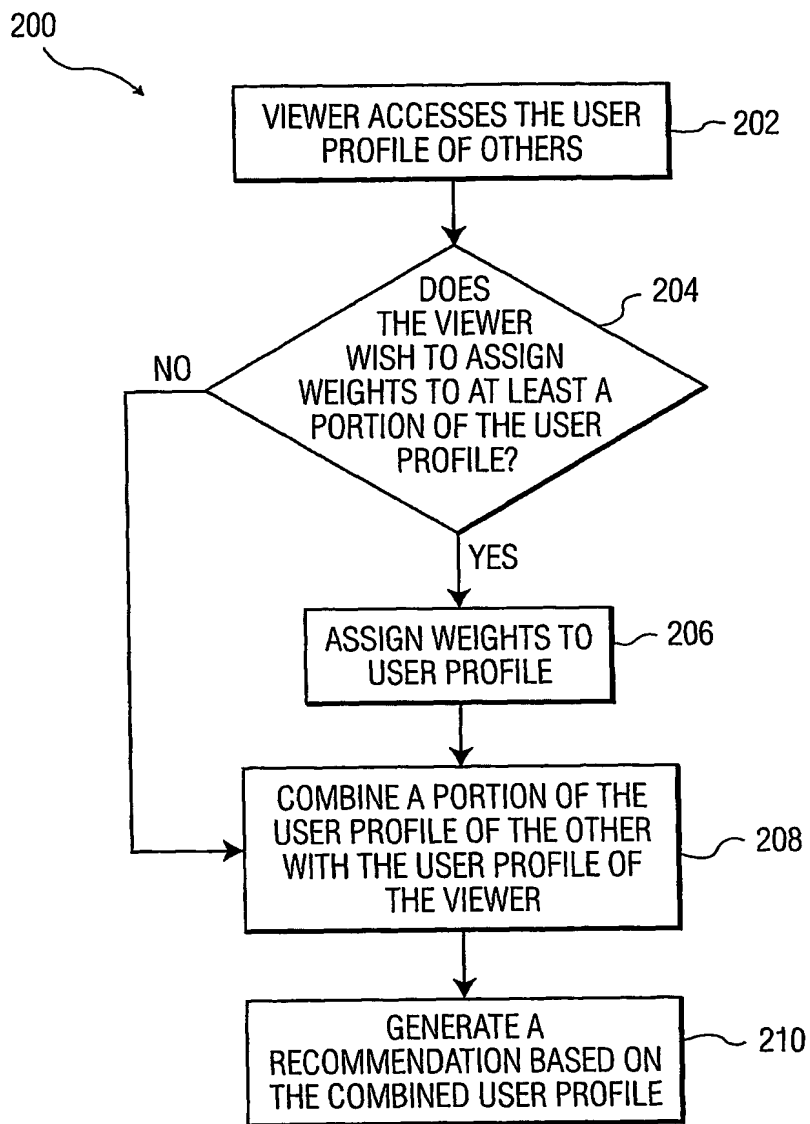 200
VIEWER ACCESSES THE USER
PROFILE OF OTHERS
202
DOES
THE VIEWER
WISH TO ASSIGN
WEIGHTS TO AT LEAST A
PORTION OF THE USER
PROFILE?
204
NO
YES
ASSIGN WEIGHTS TO
USER PROFILE
206
COMBINE A PORTION OF THE
USER PROFILE OF THE OTHER
WITH THE USER PROFILE OF
THE VIEWER
208
GENERATE A
RECOMMENDATION BASED ON
THE COMBINED USER PROFILE
210